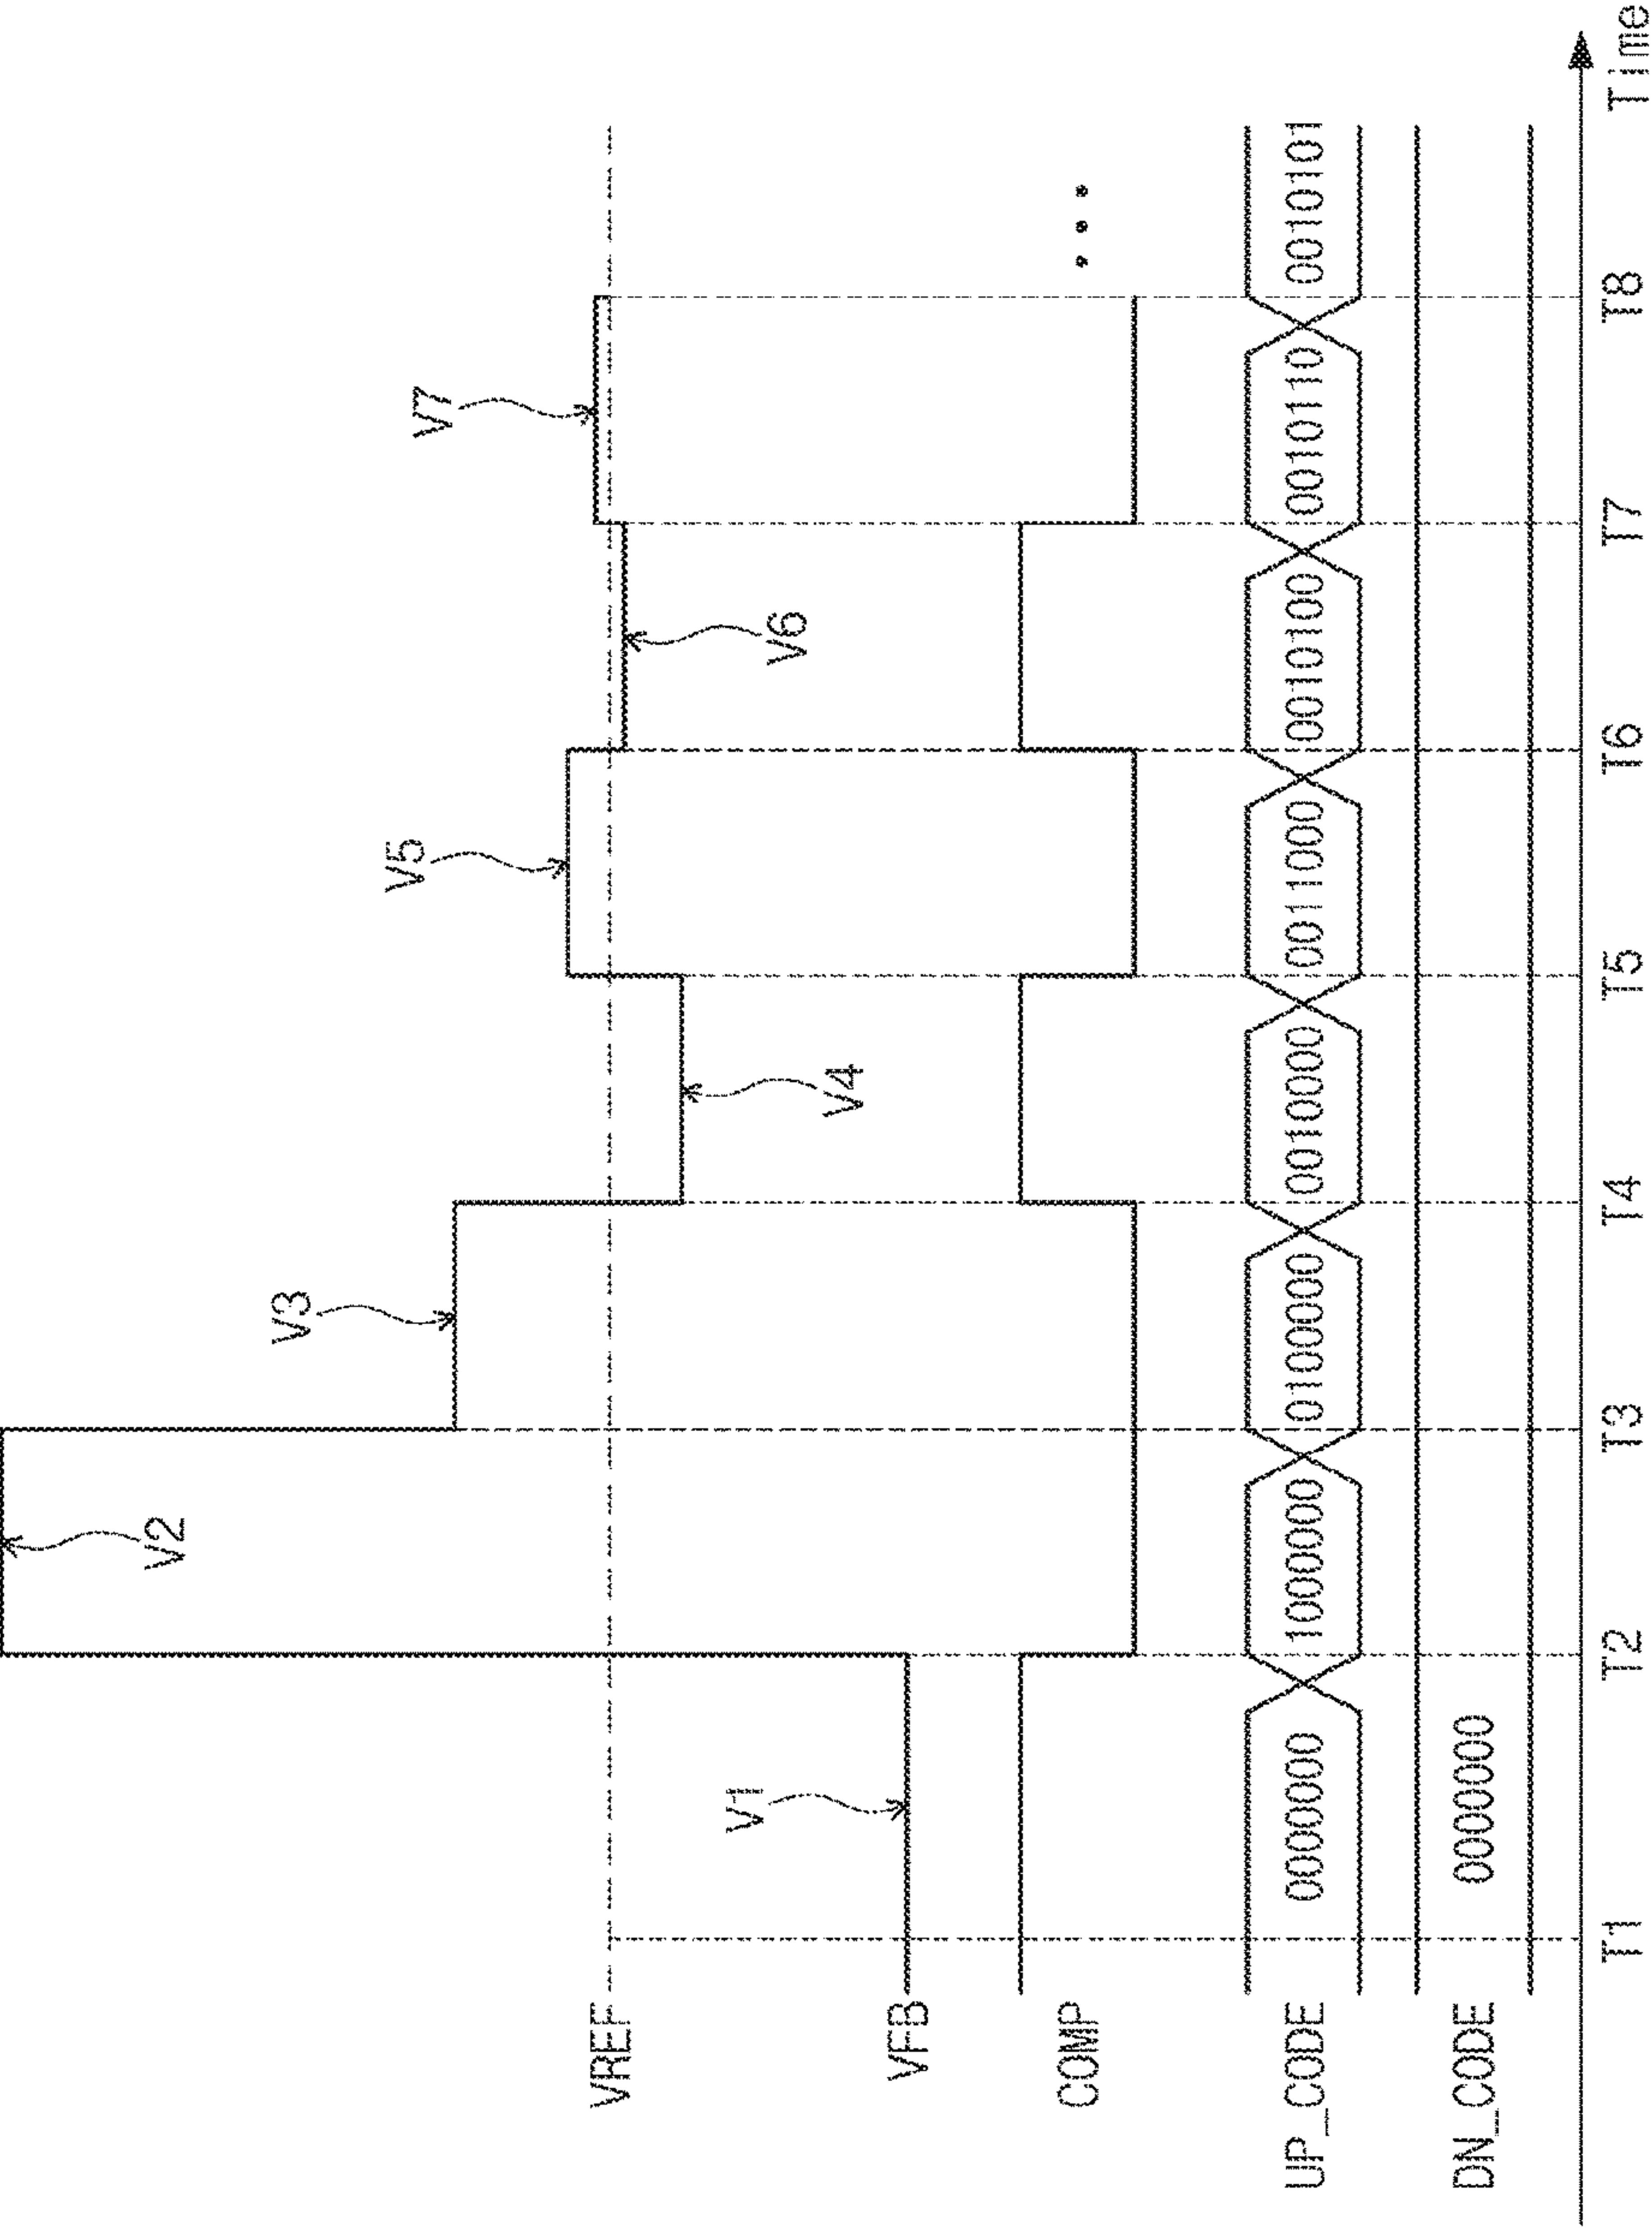 V2
V3
V5
V7
V1
V4
V6
VREF
VFB
COMP
UP_CODE 0000000 1000000 0100000 0010000 0011000 0010100 0010110 0010101
DN_CODE 0000000
T1 T2 T3 T4 T5 T6 T7 T8 Time